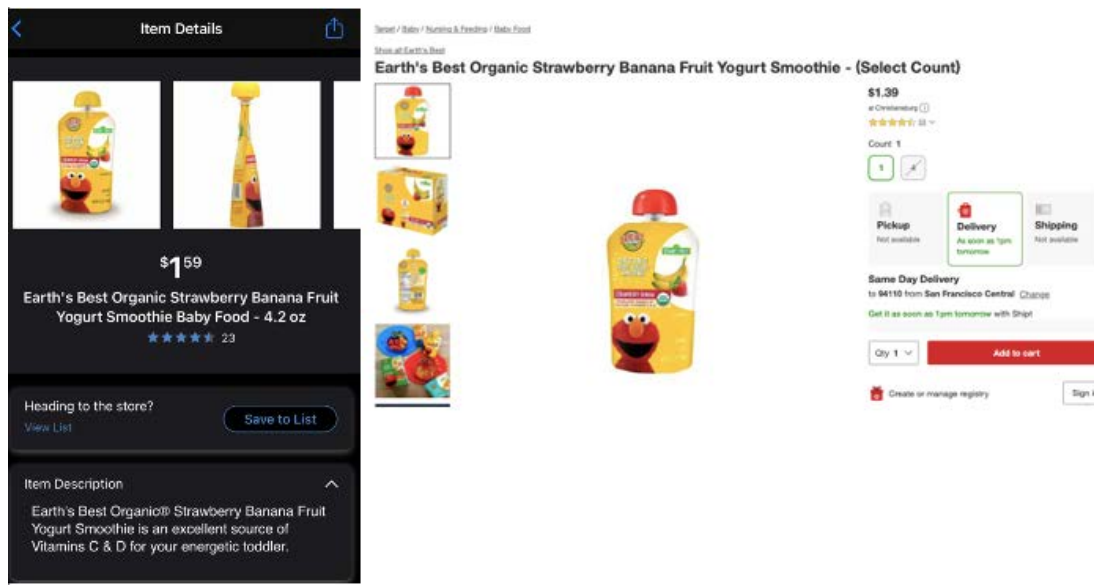 Item Details
$1 59
Earth's Best Organic Strawberry Banana Fruit
Yogurt Smoothie Baby Food - 4.2 oz
23
Heading to the store?
View List
Save to List
Item Description
Earth's Best Organic® Strawberry Banana Fruit
Yogurt Smoothie is an excellent source of
Vitamins C & D for your energetic toddler.
Target / Baby / Nursing & Feeding / Baby Food
Shop all Earth's Best
Earth's Best Organic Strawberry Banana Fruit Yogurt Smoothie - (Select Count)
$1.39
at Christiansburg
Count 1
1
4
Pickup
Not available
Delivery
As soon as 1pm
tomorrow
Shipping
Not available
Same Day Delivery
to 94110 from San Francisco Central Change
Get it as soon as 1pm tomorrow with Shipt
Qty 1
Add to cart
Create or manage registry
Sign